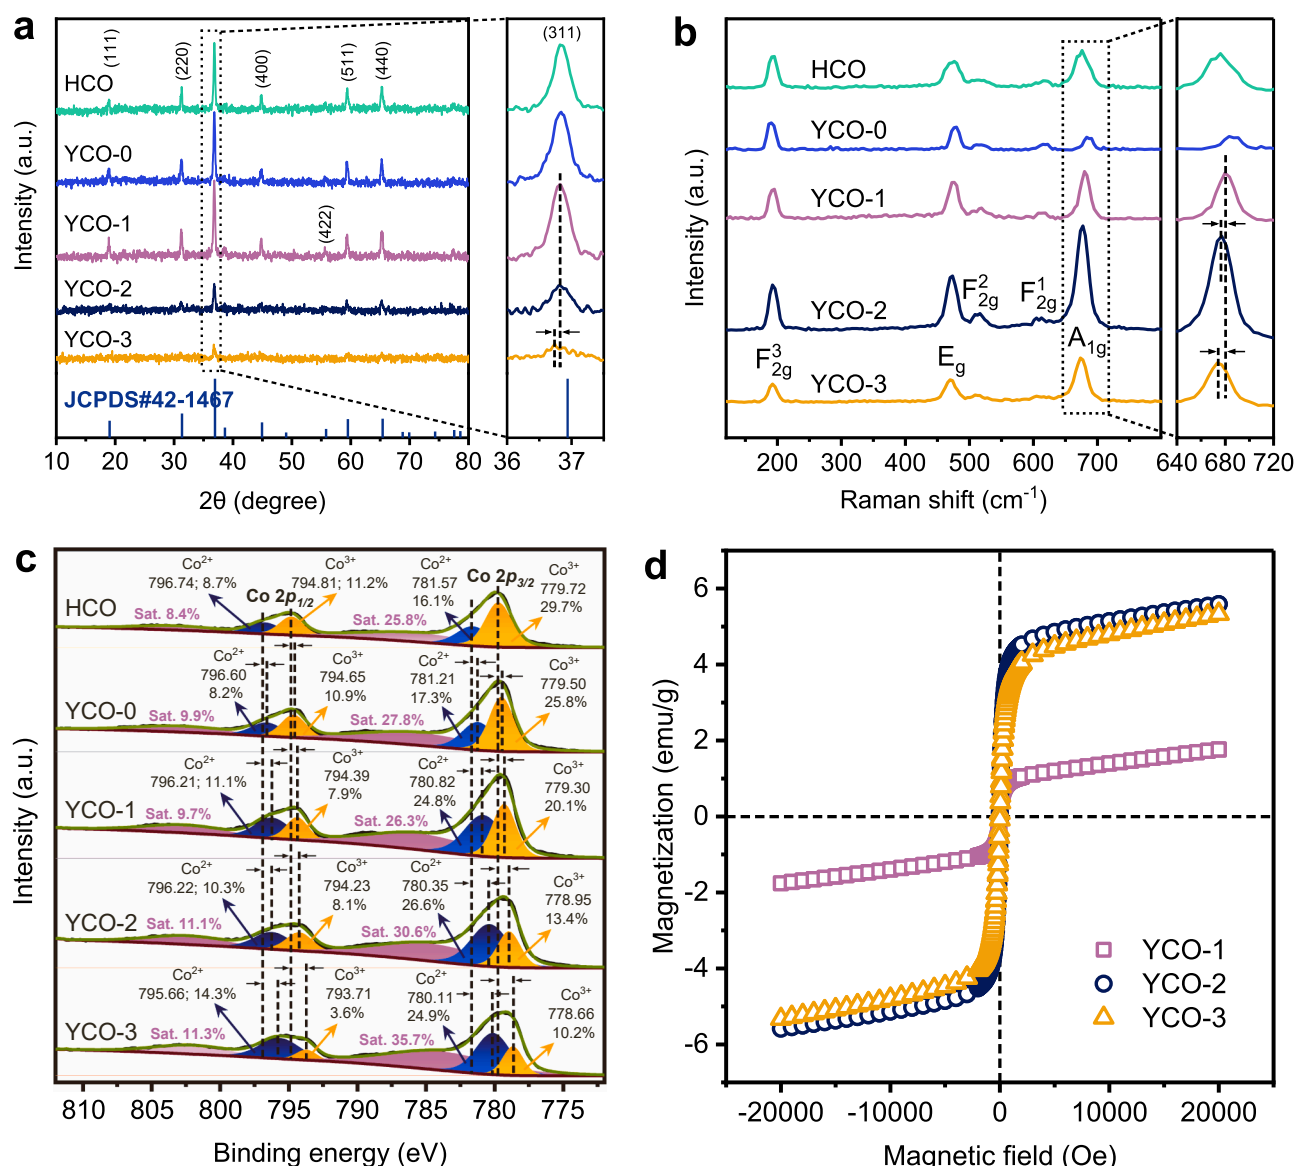 a
(111)
(220)
(400)
(511)
(440)
(311)
HCO
YCO-0
YCO-1
(422)
YCO-2
YCO-3
JCPDS#42-1467
Intensity (a.u.)
10 20 30 40 50 60 70 80 36 37
2θ (degree)
b
HCO
YCO-0
YCO-1
YCO-2
F²2g F¹2g
F³2g Eg A1g
YCO-3
Intensity (a.u.)
200 300 400 500 600 700 640 680 720
Raman shift (cm⁻¹)
c
HCO
Co²⁺
796.74; 8.7%
Co 2p1/2
Co³⁺
794.81; 11.2%
Co²⁺
781.57
16.1%
Co 2p3/2
Co³⁺
779.72
29.7%
Sat. 8.4%
Sat. 25.8%
YCO-0
Co²⁺
796.60
8.2%
Co³⁺
794.65
10.9%
Co²⁺
781.21
17.3%
Co³⁺
779.50
25.8%
Sat. 9.9%
Sat. 27.8%
YCO-1
Co²⁺
796.21; 11.1%
Co³⁺
794.39
7.9%
Co²⁺
780.82
24.8%
Co³⁺
779.30
20.1%
Sat. 9.7%
Sat. 26.3%
YCO-2
Co²⁺
796.22; 10.3%
Co³⁺
794.23
8.1%
Co²⁺
780.35
26.6%
Co³⁺
778.95
13.4%
Sat. 11.1%
Sat. 30.6%
YCO-3
Co²⁺
795.66; 14.3%
Co³⁺
793.71
3.6%
Co²⁺
780.11
24.9%
Co³⁺
778.66
10.2%
Sat. 11.3%
Sat. 35.7%
Intensity (a.u.)
810 805 800 795 790 785 780 775
Binding energy (eV)
d
6
4
2
0
-2
-4
-6
Magnetization (emu/g)
YCO-1
YCO-2
YCO-3
-20000 -10000 0 10000 20000
Magnetic field (Oe)